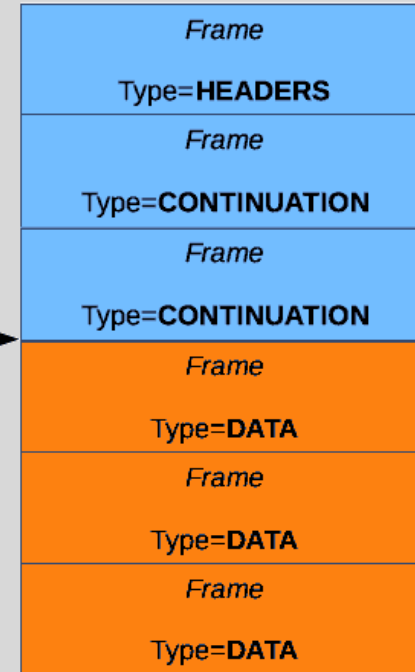 Frame
Type=HEADERS
Frame
Type=CONTINUATION
Frame
Type=CONTINUATION
Frame
Type=DATA
Frame
Type=DATA
Frame
Type=DATA